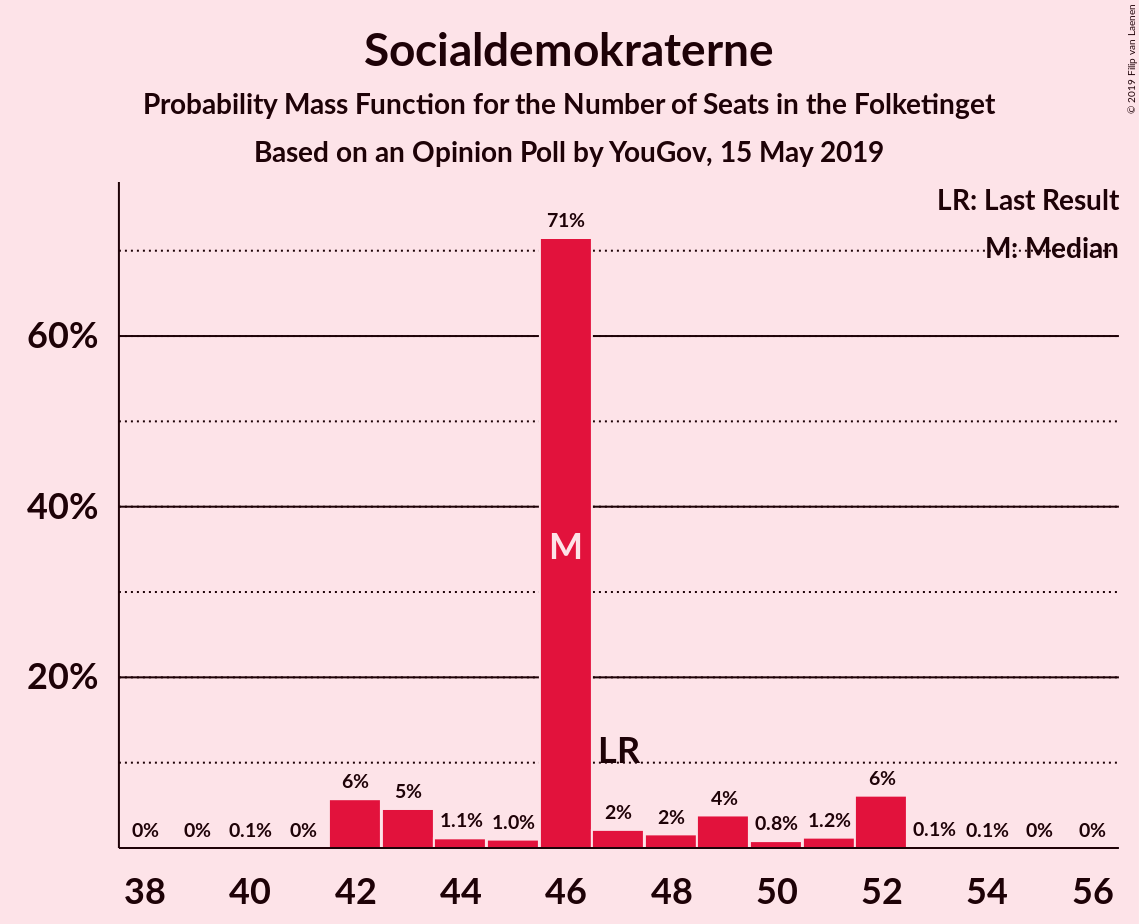 Socialdemokraterne
Probability Mass Function for the Number of Seats in the Folketinget
Based on an Opinion Poll by YouGov, 15 May 2019
© 2019 Filip van Laenen
LR: Last Result
M: Median
60%
40%
20%
0% 0% 0.1% 0% 6% 5% 1.1% 1.0% 71% 2% 2% 4% 0.8% 1.2% 6% 0.1% 0.1% 0% 0%
M
LR
38 40 42 44 46 48 50 52 54 56